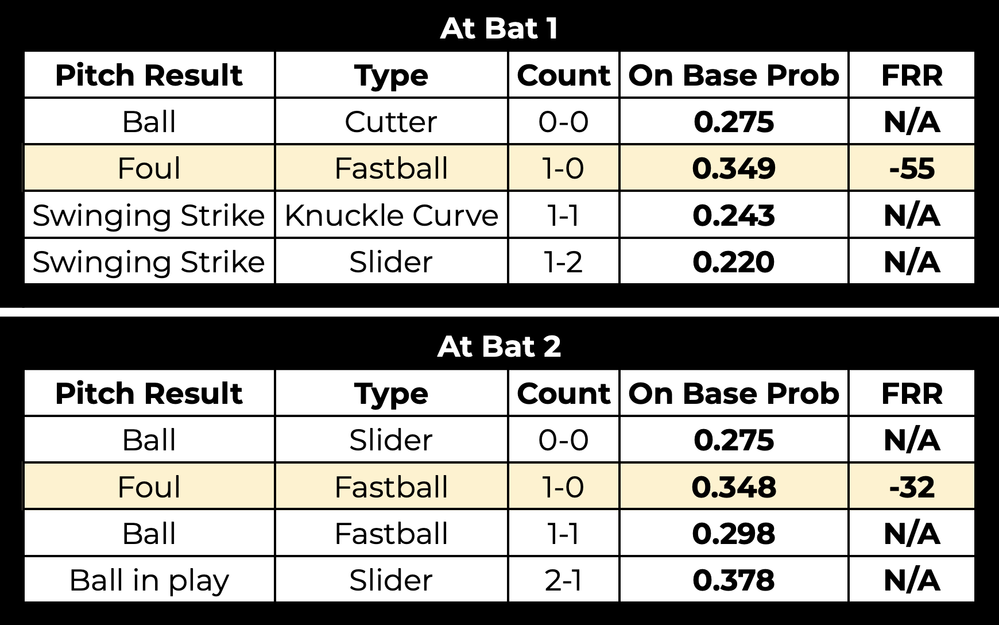 At Bat 1
Pitch Result Type Count On Base Prob FRR
Ball Cutter 0-0 0.275 N/A
Foul Fastball 1-0 0.349 -55
Swinging Strike Knuckle Curve 1-1 0.243 N/A
Swinging Strike Slider 1-2 0.220 N/A
At Bat 2
Pitch Result Type Count On Base Prob FRR
Ball Slider 0-0 0.275 N/A
Foul Fastball 1-0 0.348 -32
Ball Fastball 1-1 0.298 N/A
Ball in play Slider 2-1 0.378 N/A